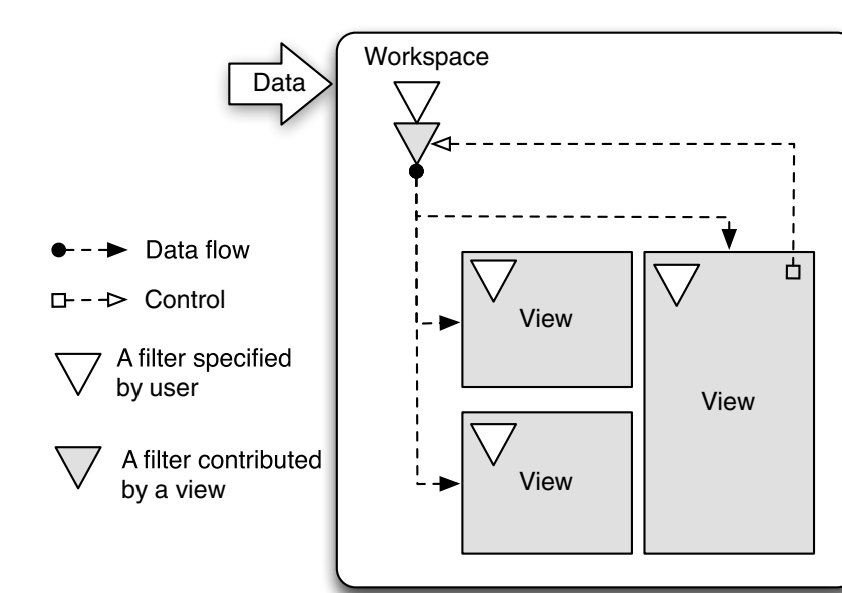 Workspace
Data
Data flow
Control
A filter specified
by user
A filter contributed
by a view
View
View
View